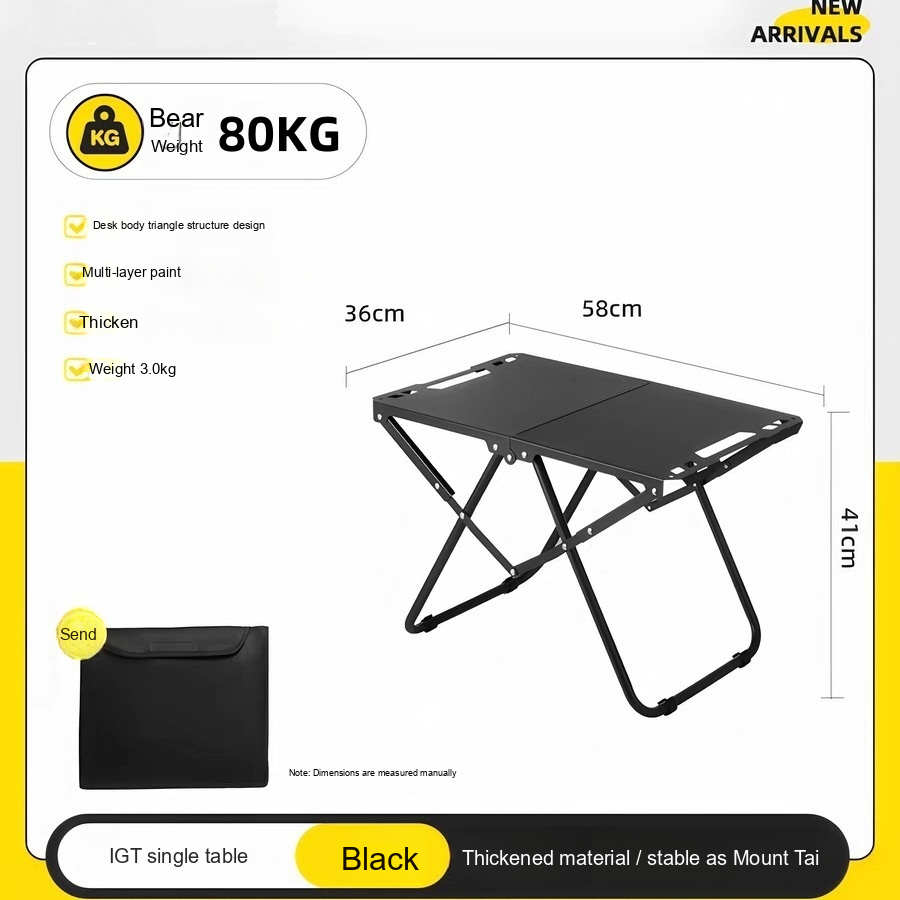 NEW
ARRIVALS
KG
Bear
Weight
80KG
Desk body triangle structure design
Multi-layer paint
Thicken
Weight 3.0kg
36cm
58cm
41cm
Send
Note: Dimensions are measured manually
IGT single table
Black
Thickened material / stable as Mount Tai